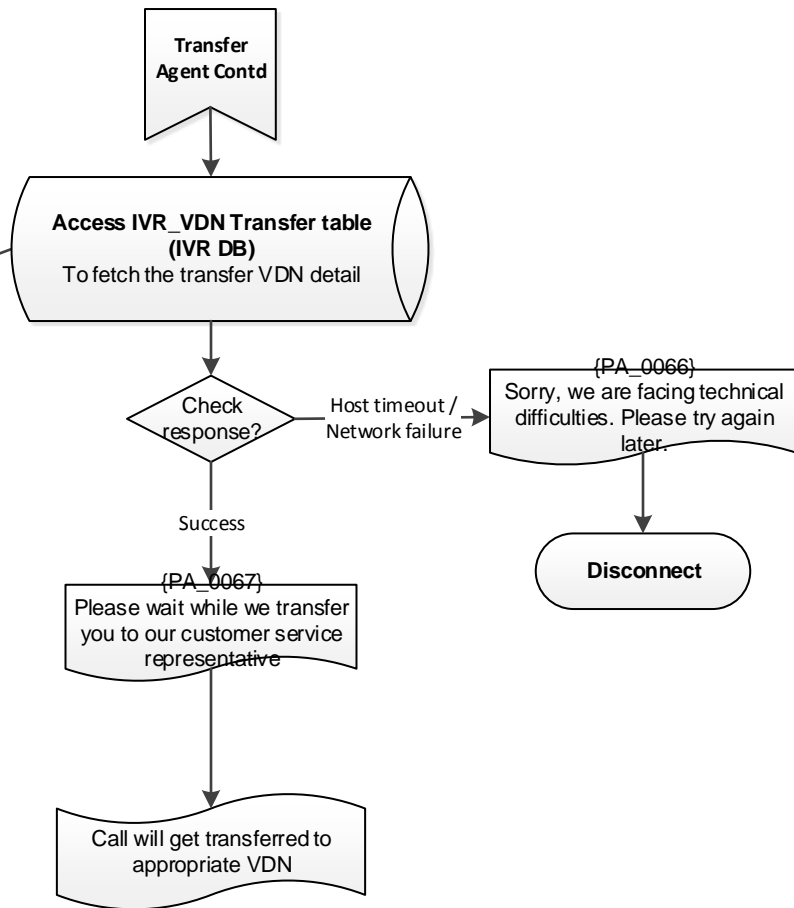 Transfer
Agent Contd
Access IVR_VDN Transfer table
(IVR DB)
To fetch the transfer VDN detail
Check
response?
Host timeout /
Network failure
{PA_0066}
Sorry, we are facing technical
difficulties. Please try again
later.
Disconnect
Success
{PA_0067}
Please wait while we transfer
you to our customer service
representative
Call will get transferred to
appropriate VDN